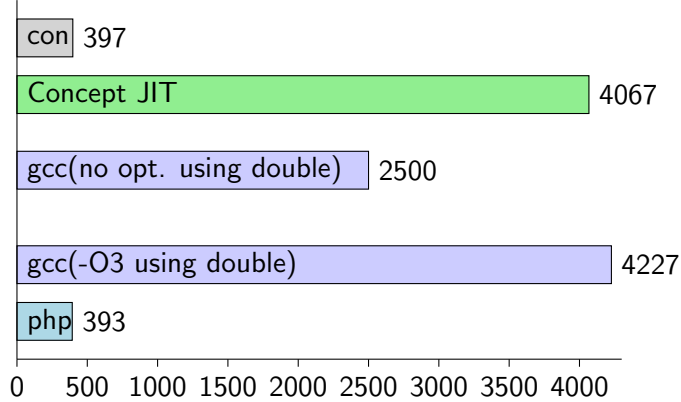 con 397
Concept JIT 4067
gcc(no opt. using double) 2500
gcc(-O3 using double) 4227
php 393
0 500 1000 1500 2000 2500 3000 3500 4000